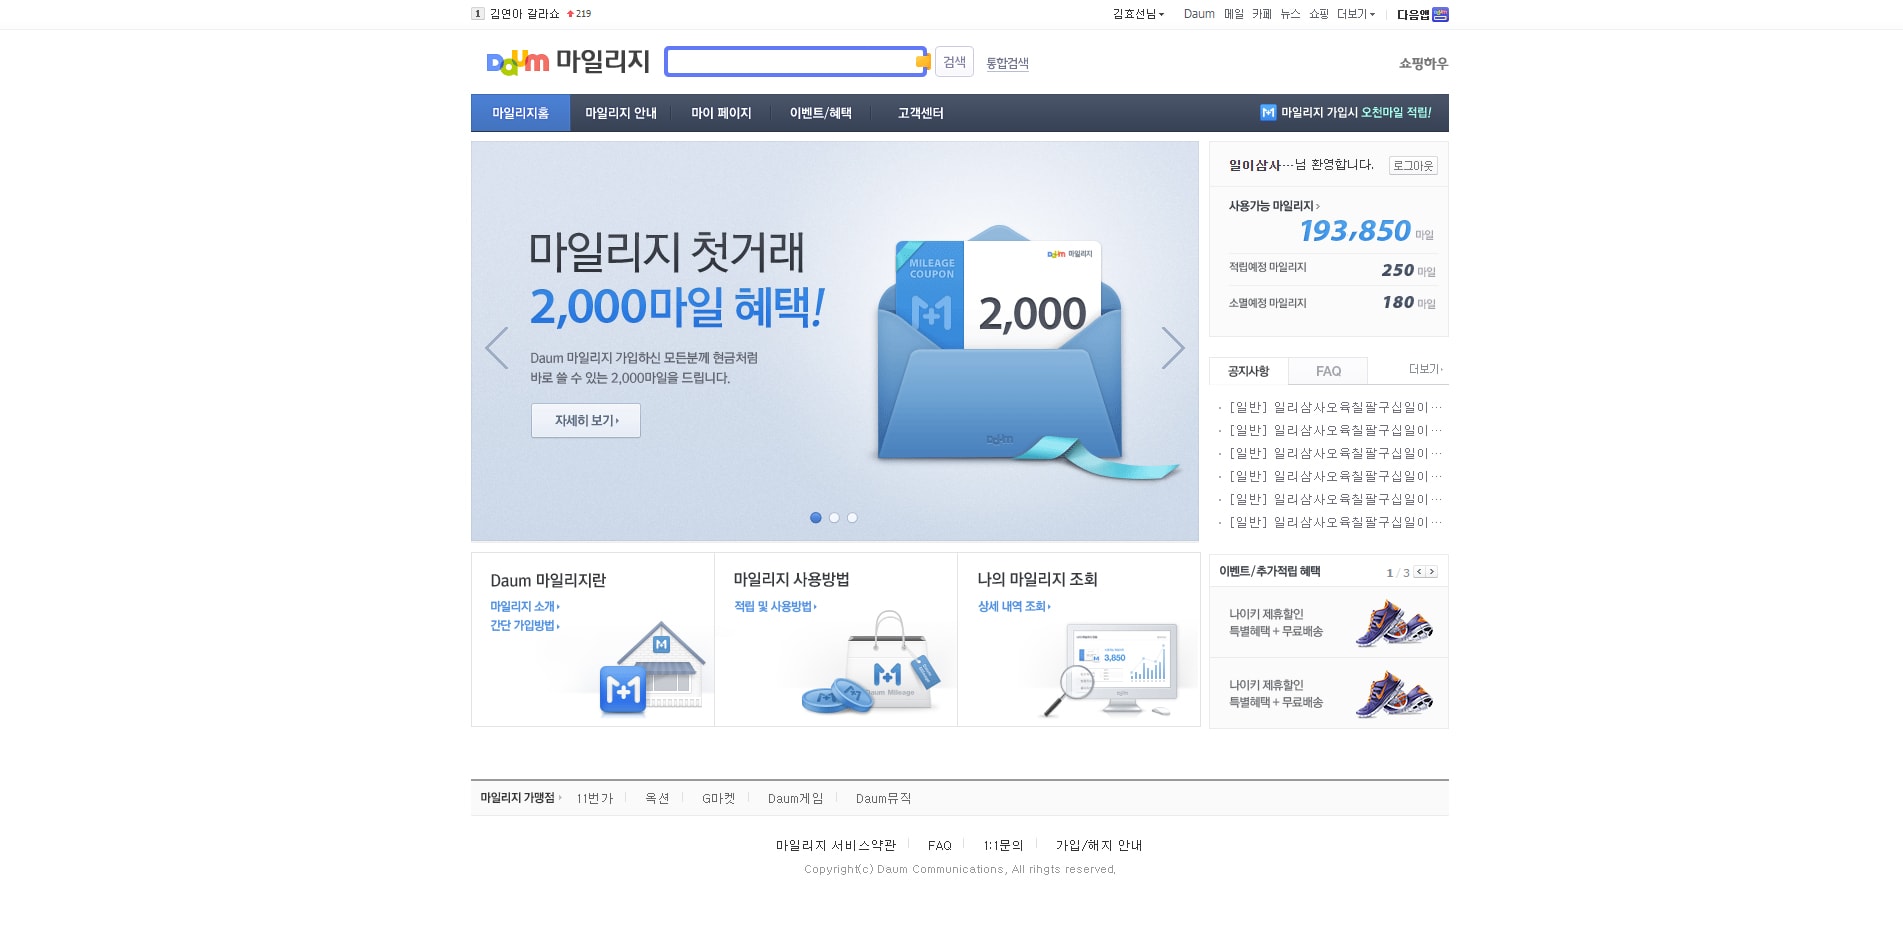 1 김연아 갈라쇼 219
김효선님 Daum 메일 카페 뉴스 쇼핑 더보기 다음앱
Daum 마일리지 검색 통합검색 쇼핑하우
마일리지홈 마일리지 안내 마이 페이지 이벤트/혜택 고객센터 마일리지 가입시 오천마일 적립!
마일리지 첫거래
2,000마일 혜택!
Daum 마일리지 가입하신 모든분께 현금처럼
바로 쓸 수 있는 2,000마일을 드립니다.
자세히 보기
Daum 마일리지
MILEAGE
COUPON
2,000
Daum
일이삼사…님 환영합니다. 로그아웃
사용가능 마일리지
193,850 마일
적립예정 마일리지 250 마일
소멸예정 마일리지 180 마일
공지사항 FAQ 더보기
· [일반] 일리삼사오육칠팔구십일이…
· [일반] 일리삼사오육칠팔구십일이…
· [일반] 일리삼사오육칠팔구십일이…
· [일반] 일리삼사오육칠팔구십일이…
· [일반] 일리삼사오육칠팔구십일이…
· [일반] 일리삼사오육칠팔구십일이…
Daum 마일리지란
마일리지 소개
간단 가입방법
마일리지 사용방법
적립 및 사용방법
Daum Mileage
나의 마일리지 조회
상세 내역 조회
3,850
이벤트/추가적립 혜택 1 / 3
나이키 제휴할인
특별혜택 + 무료배송
나이키 제휴할인
특별혜택 + 무료배송
마일리지 가맹점 11번가 옥션 G마켓 Daum게임 Daum뮤직
마일리지 서비스약관 FAQ 1:1문의 가입/해지 안내
Copyright(c) Daum Communications, All rihgts reserved.